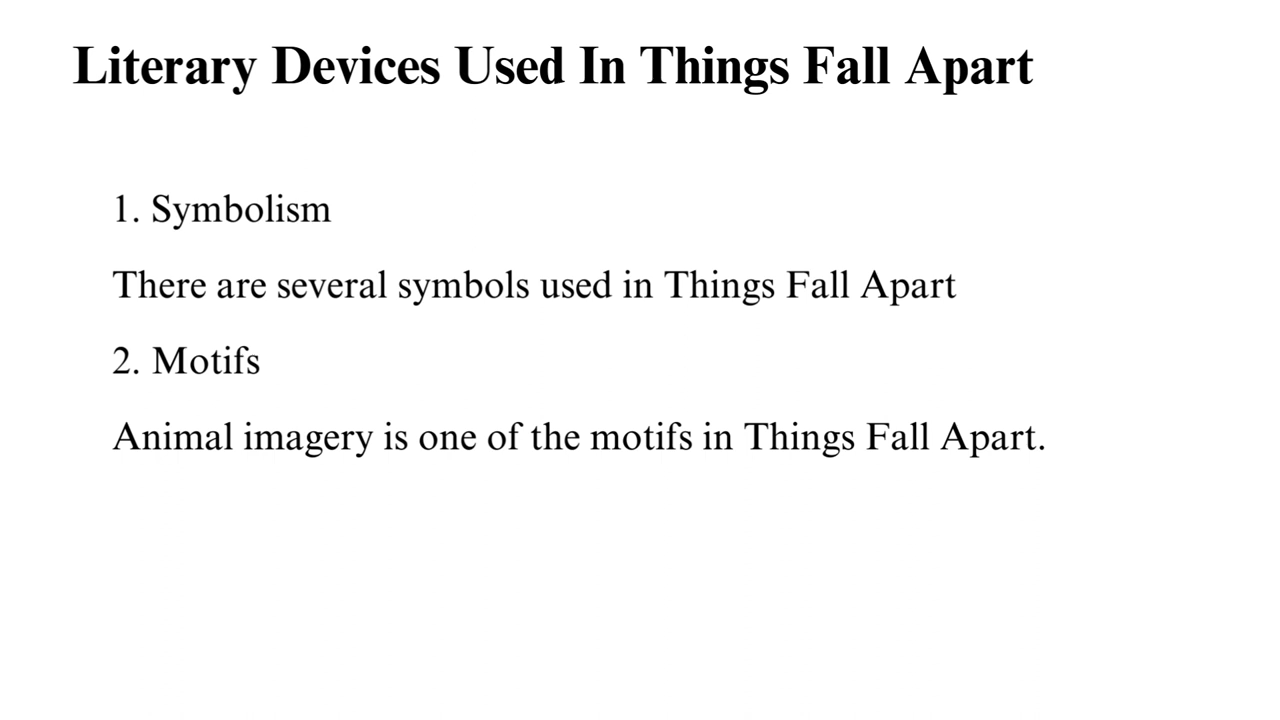 Literary Devices Used In Things Fall Apart
1. Symbolism
There are several symbols used in Things Fall Apart
2. Motifs
Animal imagery is one of the motifs in Things Fall Apart.